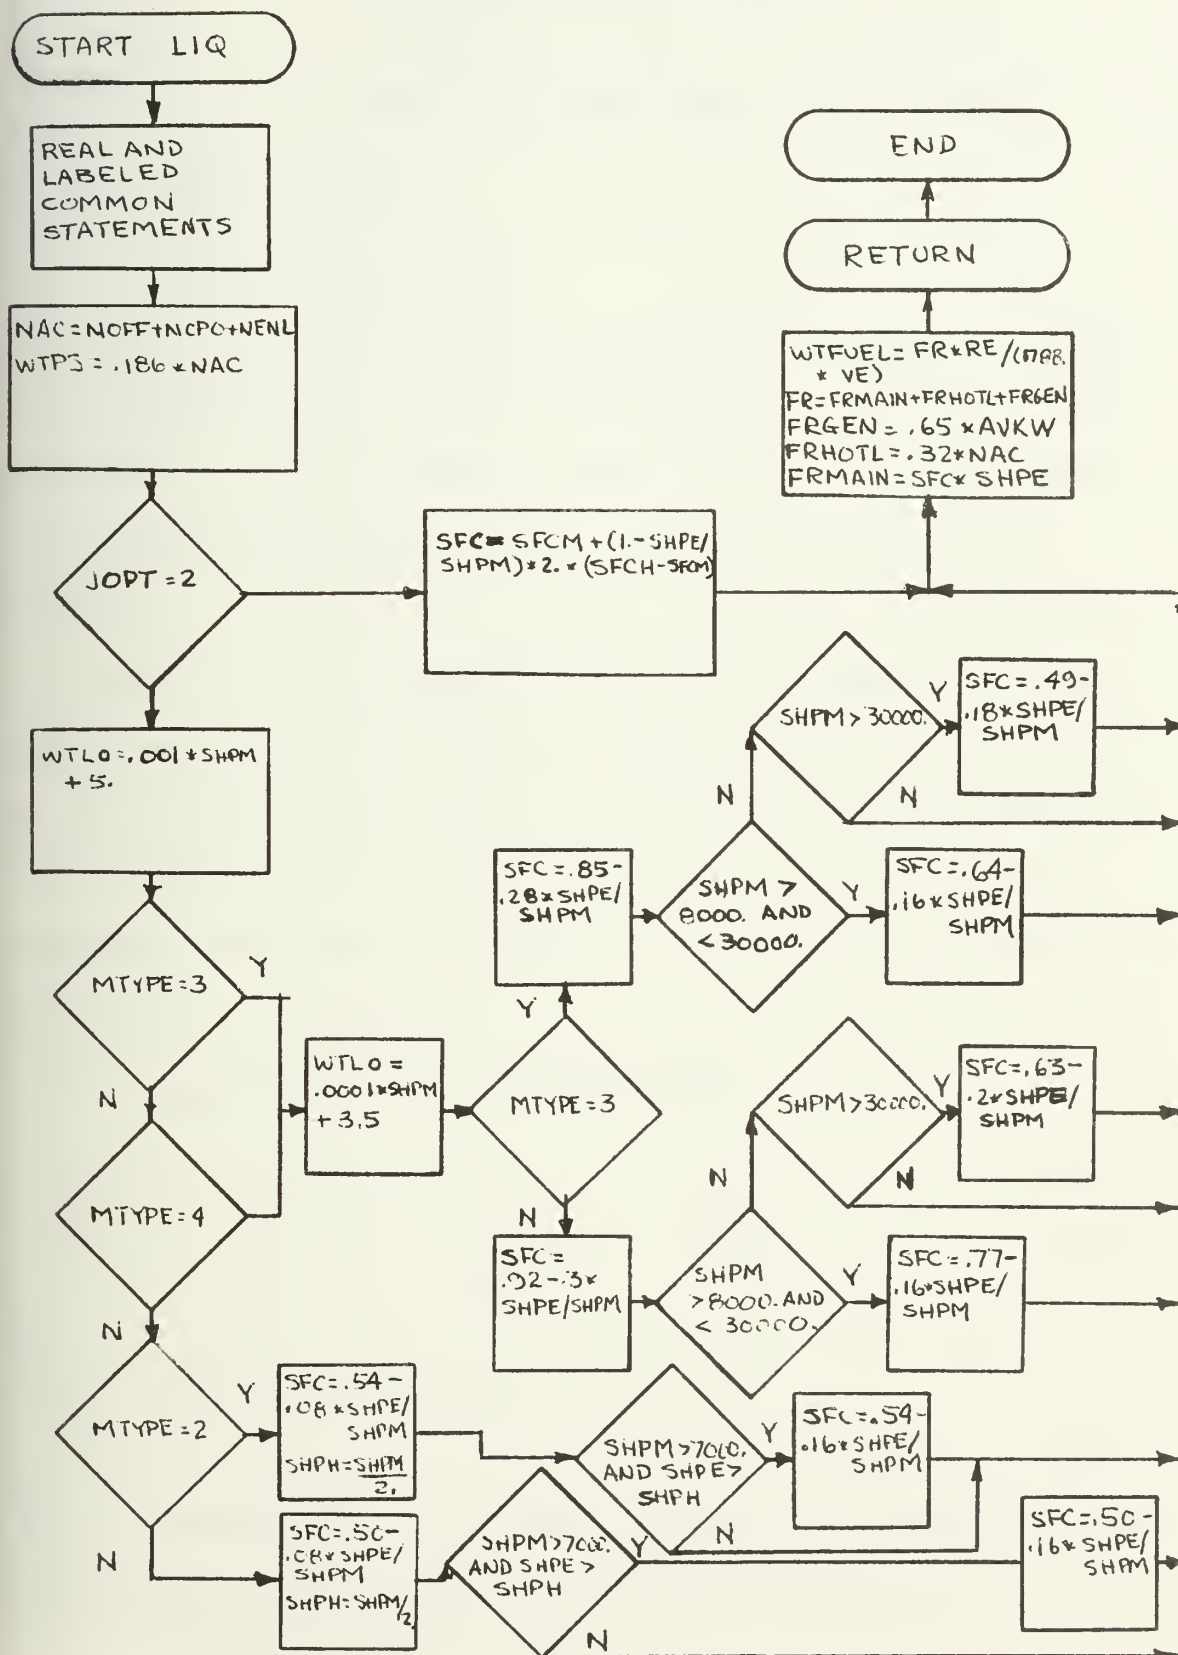 START LIQ
REAL AND
LABELED
COMMON
STATEMENTS
NAC=NOFF+NCPO+NENL
WTP3=.186*NAC
JOPT=2
SFC=SFCM+(1.-SHPE/
SHPM)*2.*(SFCH-SFCM)
END
RETURN
WTFUEL=FR*RE/(
* VE)
FR=FRMAIN+FRHOTL+FRGEN
FRGEN=.65*AVKW
FRHOTL=.32*NAC
FRMAIN=SFC*SHPE
WTLO=.001*SHPM
+5.
MTYPE=3
Y
N
MTYPE=4
N
WTLO=
.0001*SHPM
+3.5
MTYPE=3
Y
SFC=.85-
.28*SHPE/
SHPM
SHPM>
8000. AND
<30000.
N
SHPM>30000.
Y
SFC=.49-
.18*SHPE/
SHPM
N
Y
SFC=.64-
.16*SHPE/
SHPM
N
SFC=
.92-.3*
SHPE/SHPM
SHPM
>8000. AND
<30000.
N
SHPM>30000.
Y
SFC=.63-
.2*SHPE/
SHPM
N
Y
SFC=.77-
.16*SHPE/
SHPM
MTYPE=2
Y
SFC=.54-
.08*SHPE/
SHPM
SHPH=SHPM
2.
SHPM>7000.
AND SHPE>
SHPH
Y
SFC=.54-
.16*SHPE/
SHPM
N
N
SFC=.50-
.08*SHPE/
SHPM
SHPH=SHPM/2.
SHPM>7000.
AND SHPE>
SHPH
Y
SFC=.50-
.16*SHPE/
SHPM
N